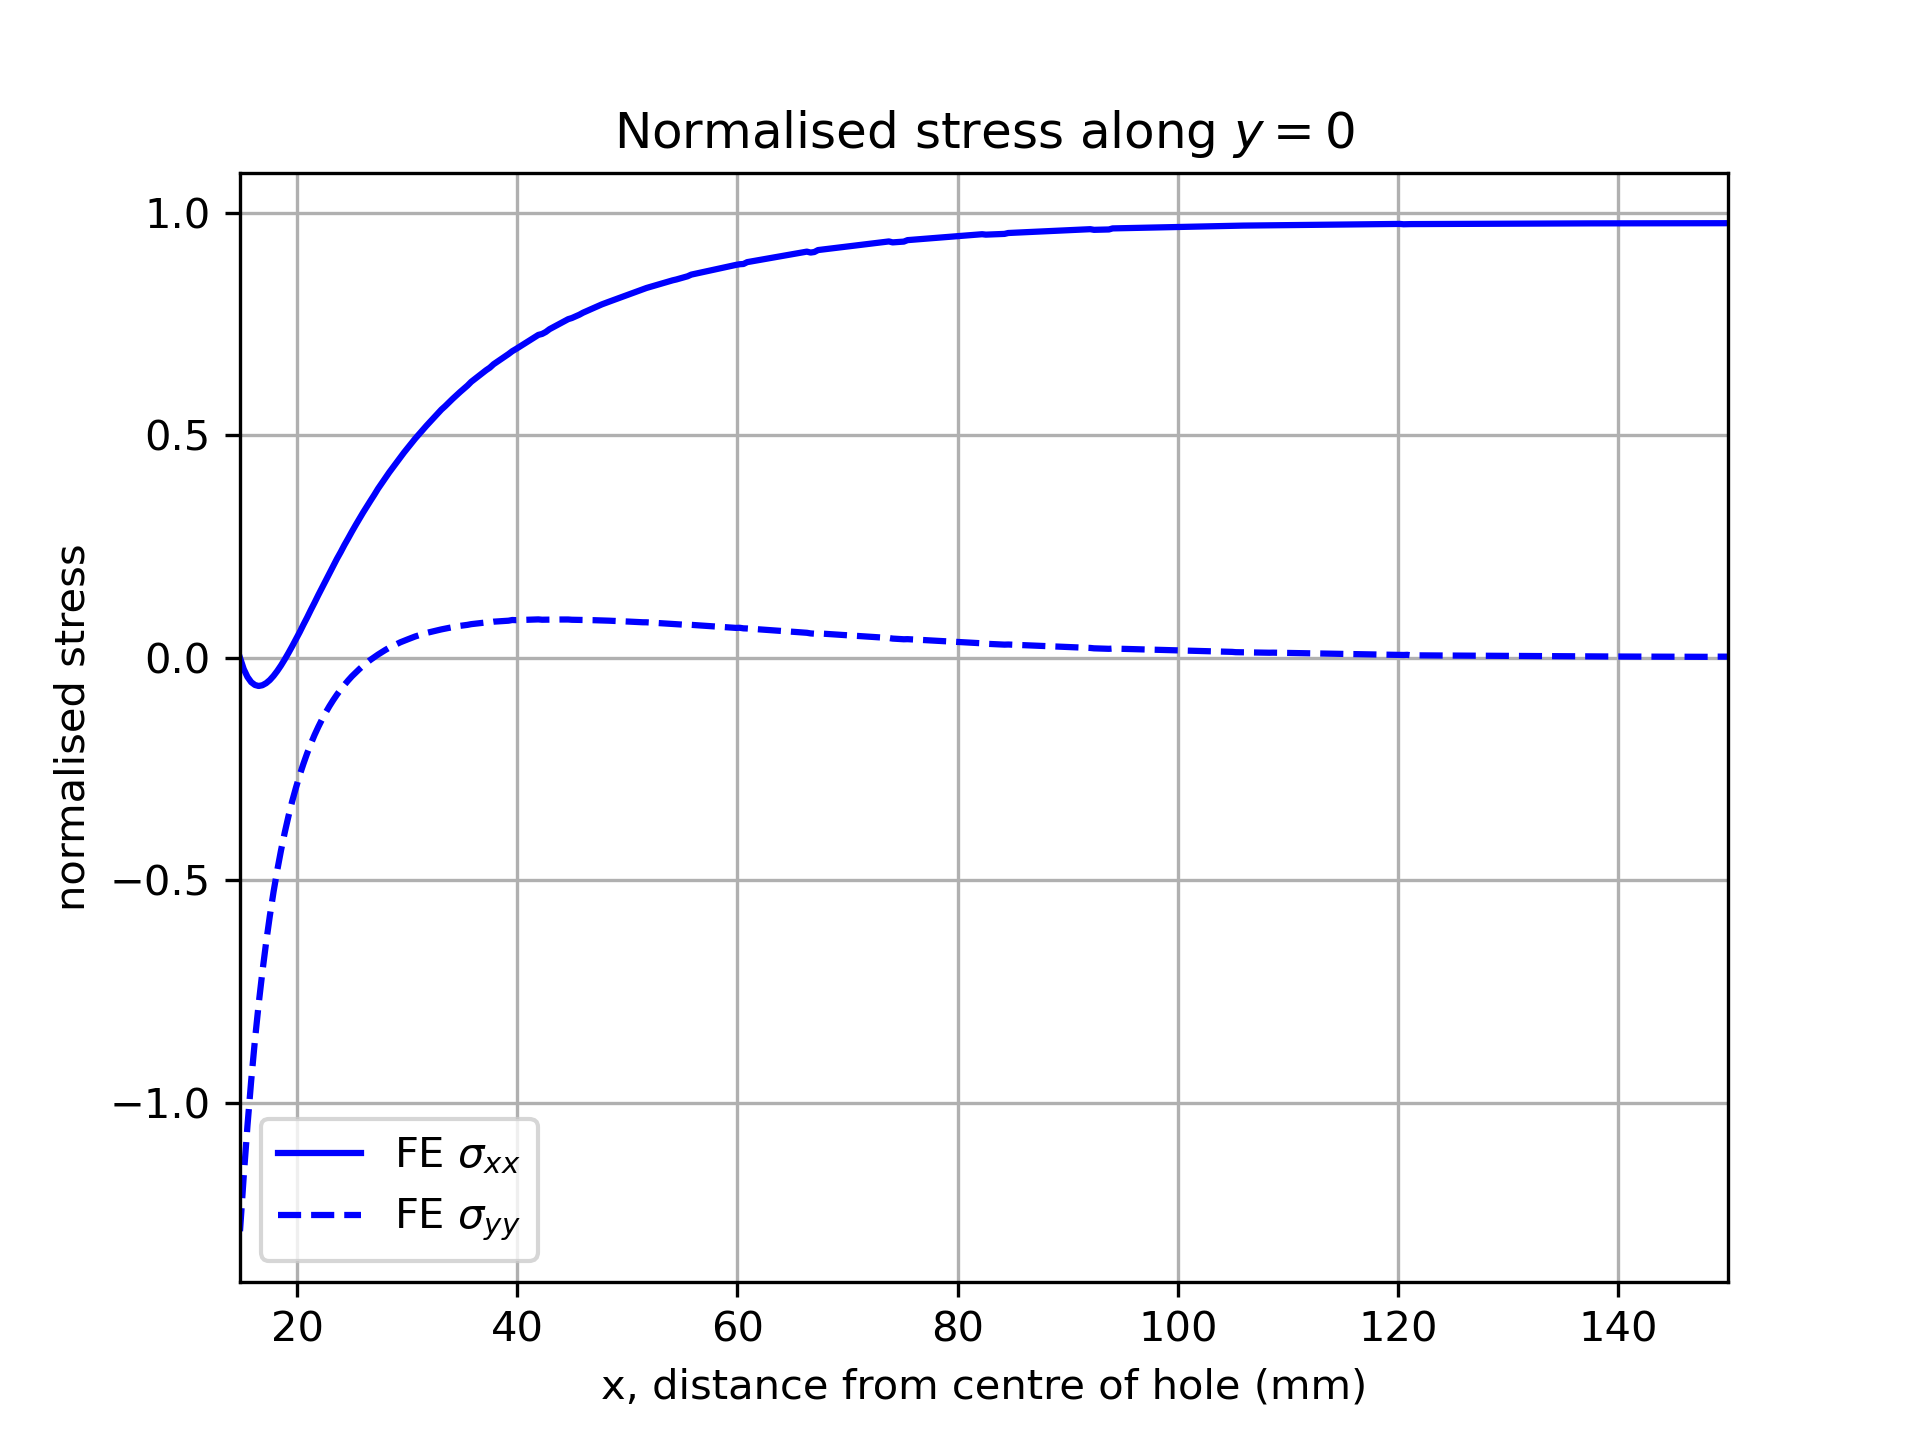 Normalised stress along y = 0
normalised stress
1.0
0.5
0.0
−0.5
−1.0
FE σxx
FE σyy
20 40 60 80 100 120 140
x, distance from centre of hole (mm)